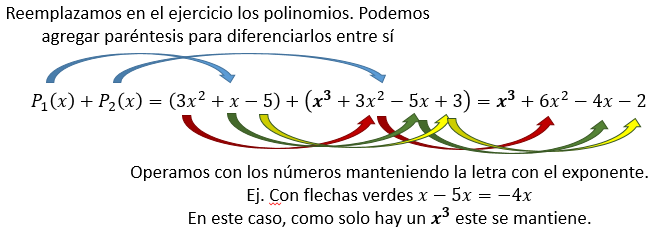 Reemplazamos en el ejercicio los polinomios. Podemos
agregar paréntesis para diferenciarlos entre sí
P₁(x) + P₂(x) = (3x² + x − 5) + (x³ + 3x² − 5x + 3) = x³ + 6x² − 4x − 2
Operamos con los números manteniendo la letra con el exponente.
Ej. Con flechas verdes x − 5x = −4x
En este caso, como solo hay un x³ este se mantiene.